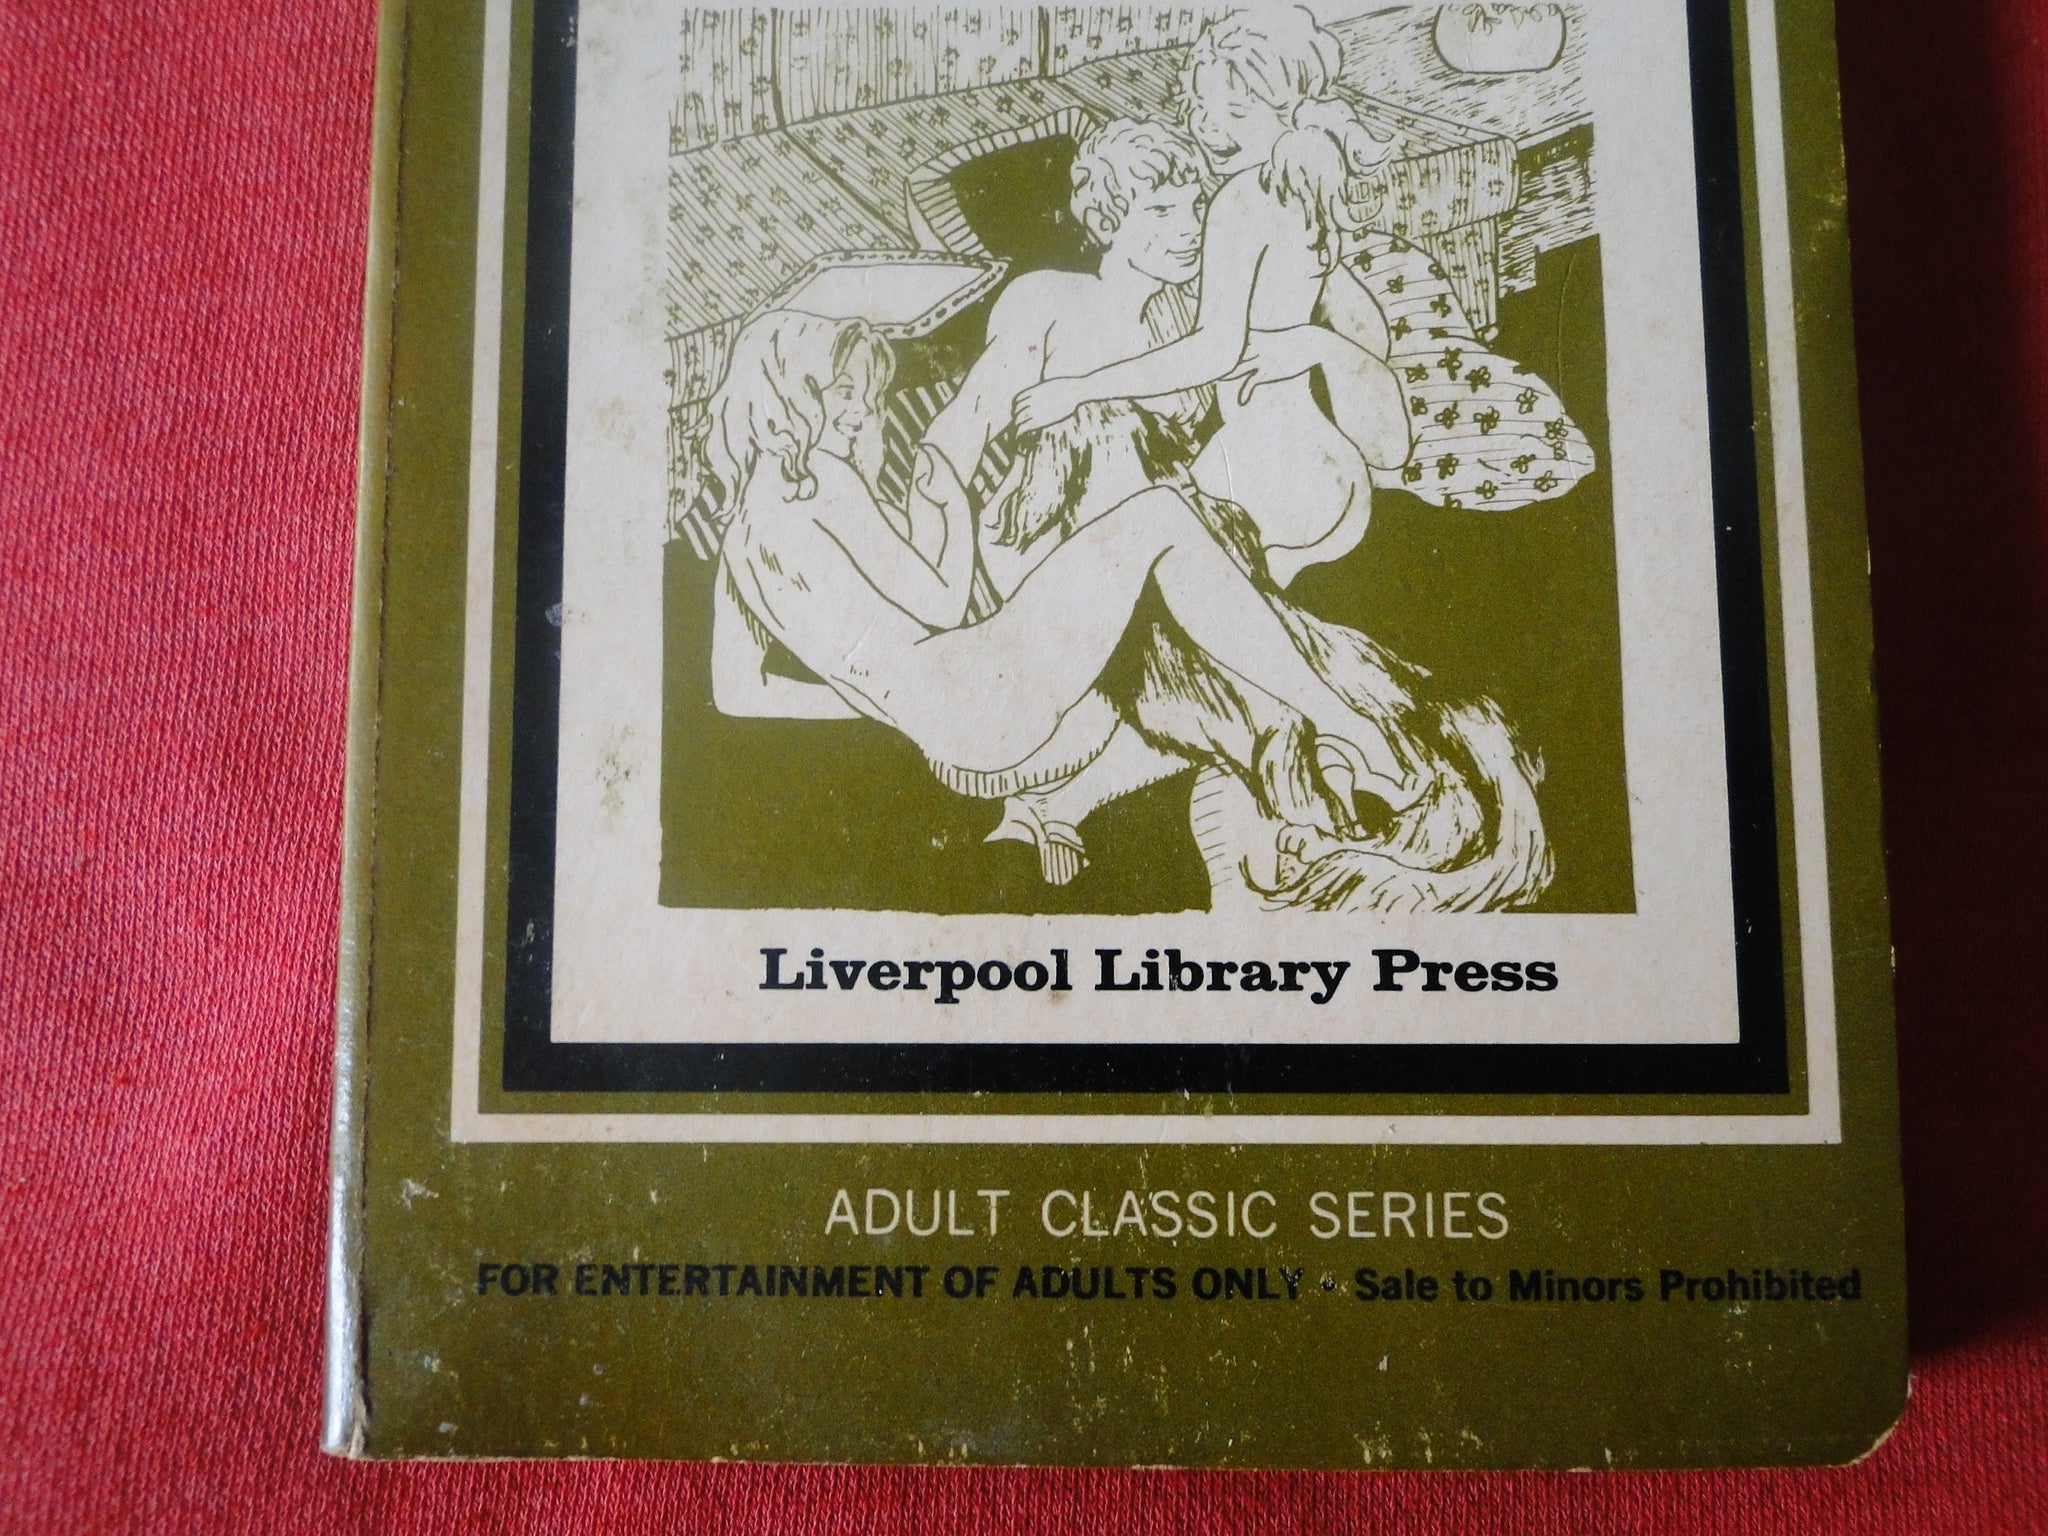 Liverpool Library Press
ADULT CLASSIC SERIES
FOR ENTERTAINMENT OF ADULTS ONLY • Sale to Minors Prohibited